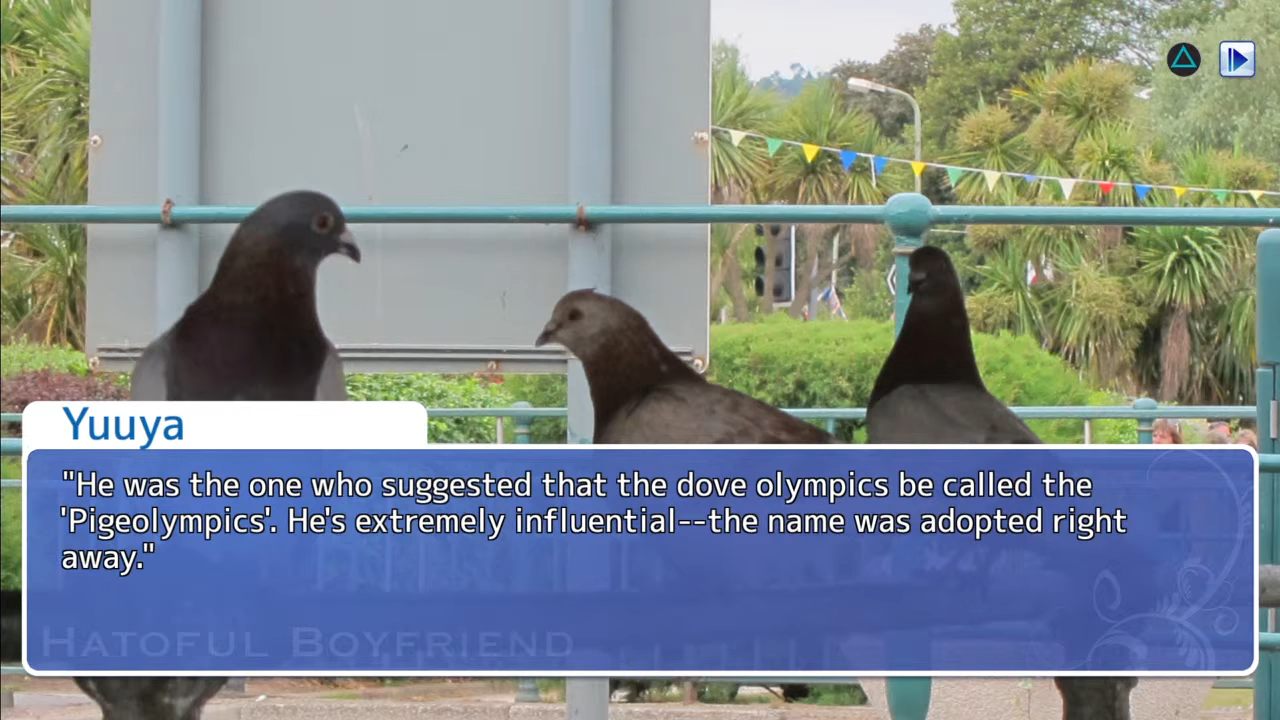 Yuuya
"He was the one who suggested that the dove olympics be called the
'Pigeolympics'. He's extremely influential--the name was adopted right
away."
HATOFUL BOYFRIEND